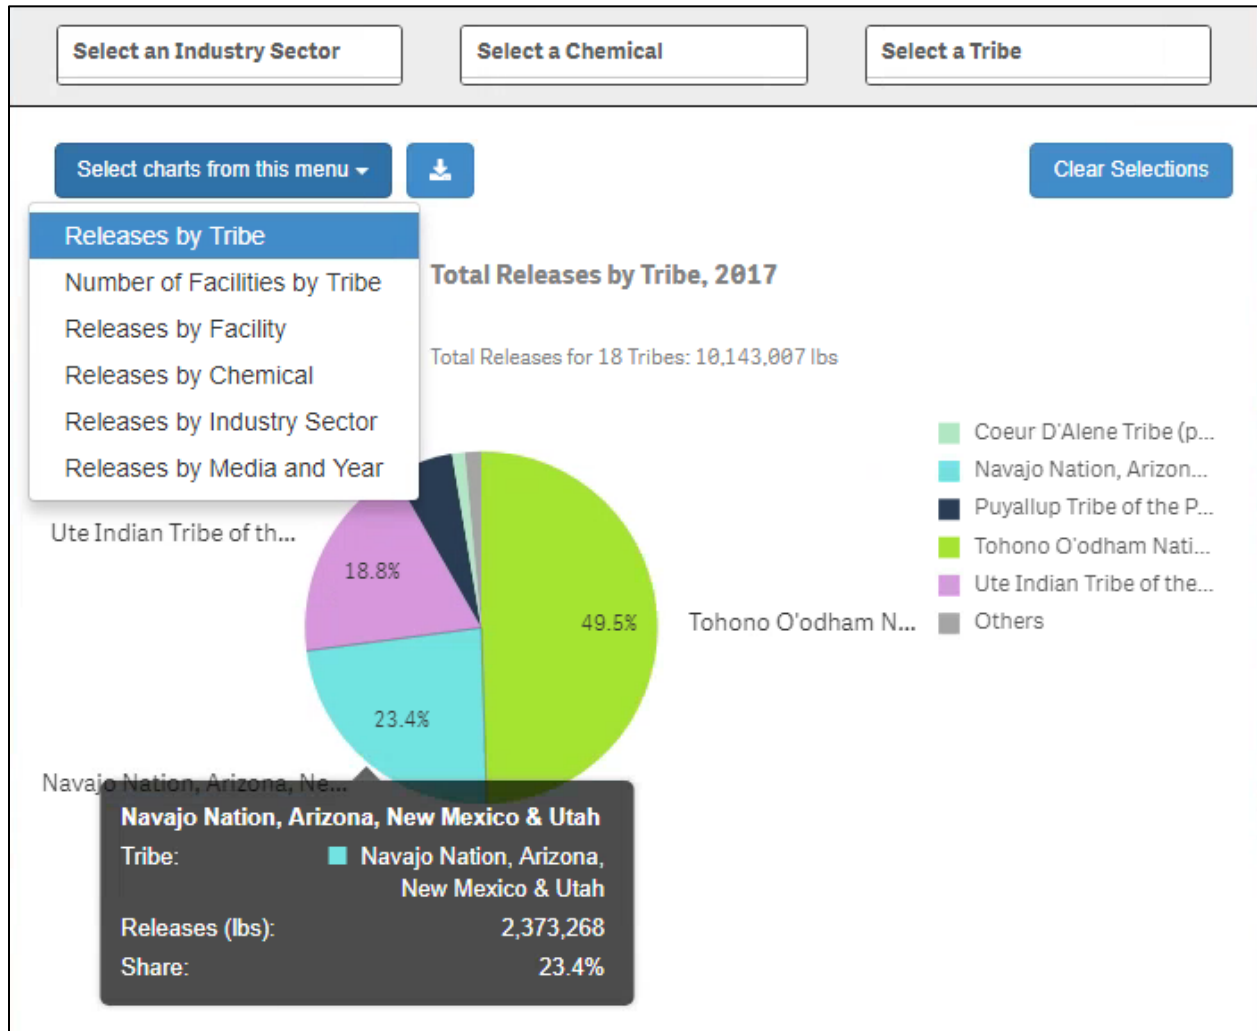 Select an Industry Sector
Select a Chemical
Select a Tribe
Select charts from this menu
Clear Selections
Releases by Tribe
Number of Facilities by Tribe
Releases by Facility
Releases by Chemical
Releases by Industry Sector
Releases by Media and Year
Total Releases by Tribe, 2017
Total Releases for 18 Tribes: 10,143,007 lbs
Coeur D'Alene Tribe (p...
Navajo Nation, Arizon...
Puyallup Tribe of the P...
Tohono O'odham Nati...
Ute Indian Tribe of the...
Others
Ute Indian Tribe of th...
18.8%
49.5%
Tohono O'odham N...
23.4%
Navajo Nation, Arizona, Ne...
Navajo Nation, Arizona, New Mexico & Utah
Tribe: Navajo Nation, Arizona,
New Mexico & Utah
Releases (lbs): 2,373,268
Share: 23.4%